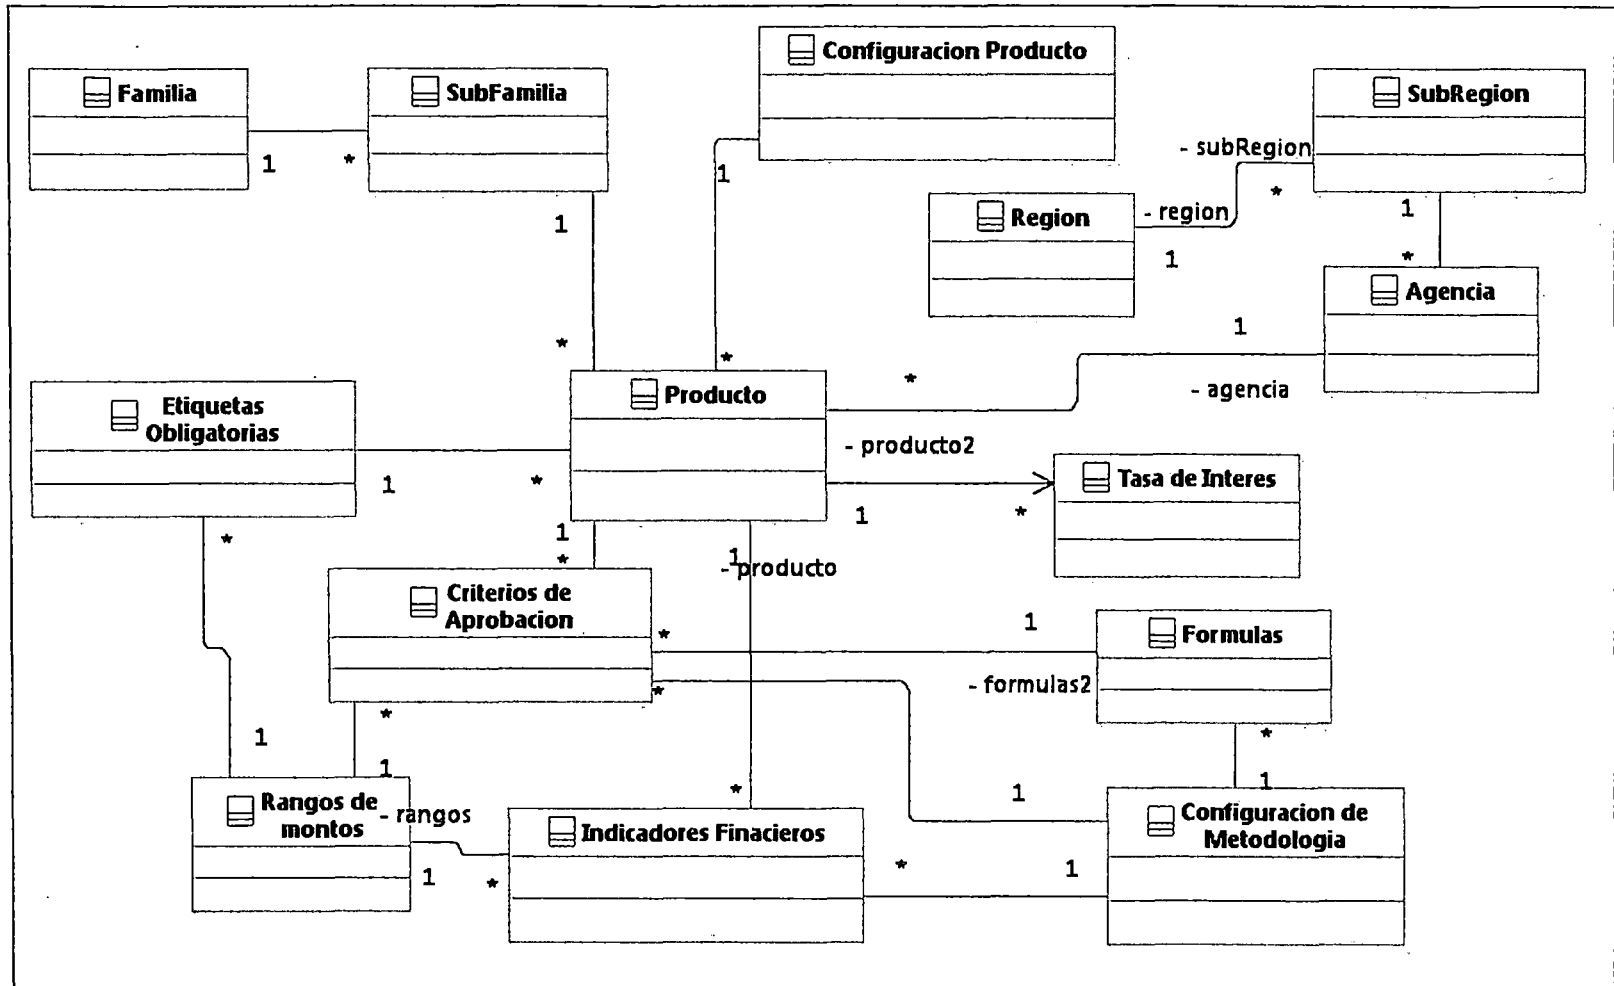 Familia
SubFamilia
Configuracion Producto
SubRegion
1
*
1
- subRegion
*
Region
- region
1
1
1
*
Agencia
*
*
1
*
- agencia
Producto
Etiquetas
Obligatorias
- producto2
1
*
Tasa de Interes
1
*
*
1
*
1
- producto
Criterios de
Aprobacion
*
1
Formulas
*
- formulas2
*
1
*
1
1
*
1
Rangos de
montos
- rangos
Indicadores Finacieros
Configuracion de
Metodologia
1
*
*
1